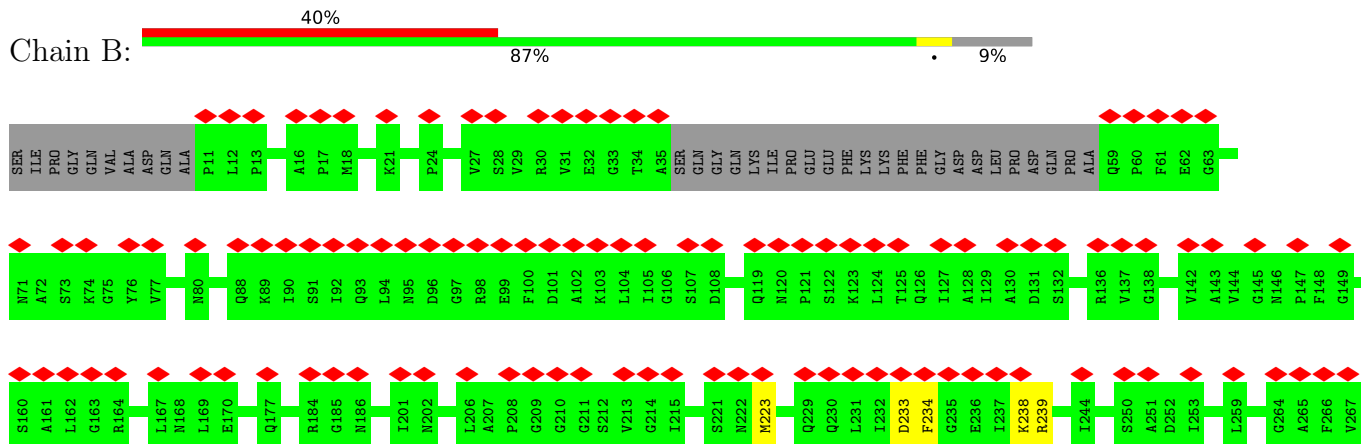 40%
Chain B:
87%
•
9%
SER ILE PRO GLY GLN VAL ALA ASP GLN ALA P11 L12 P13 A16 P17 M18 K21 P24 V27 S28 V29 R30 V31 E32 G33 T34 A35 SER GLN GLY GLN LYS ILE PRO GLU GLU PHE LYS LYS PHE PHE GLY ASP ASP LEU PRO ASP GLN PRO ALA Q59 P60 F61 E62 G63
N71 A72 S73 K74 G75 Y76 V77 N80 Q88 K89 I90 S91 I92 Q93 L94 N95 D96 G97 R98 E99 F100 D101 A102 K103 L104 I105 G106 S107 D108 Q119 N120 P121 S122 K123 L124 T125 Q126 I127 A128 I129 A130 D131 S132 R136 V137 G138 V142 A143 V144 G145 N146 P147 F148 G149
S160 A161 L162 G163 R164 L167 N168 L169 E170 Q177 R184 G185 N186 I201 N202 L206 A207 P208 G209 G210 G211 S212 V213 G214 I215 S221 N222 M223 Q229 Q230 L231 I232 D233 F234 G235 E236 I237 K238 R239 I244 S250 A251 D252 I253 L259 G264 A265 F266 V267